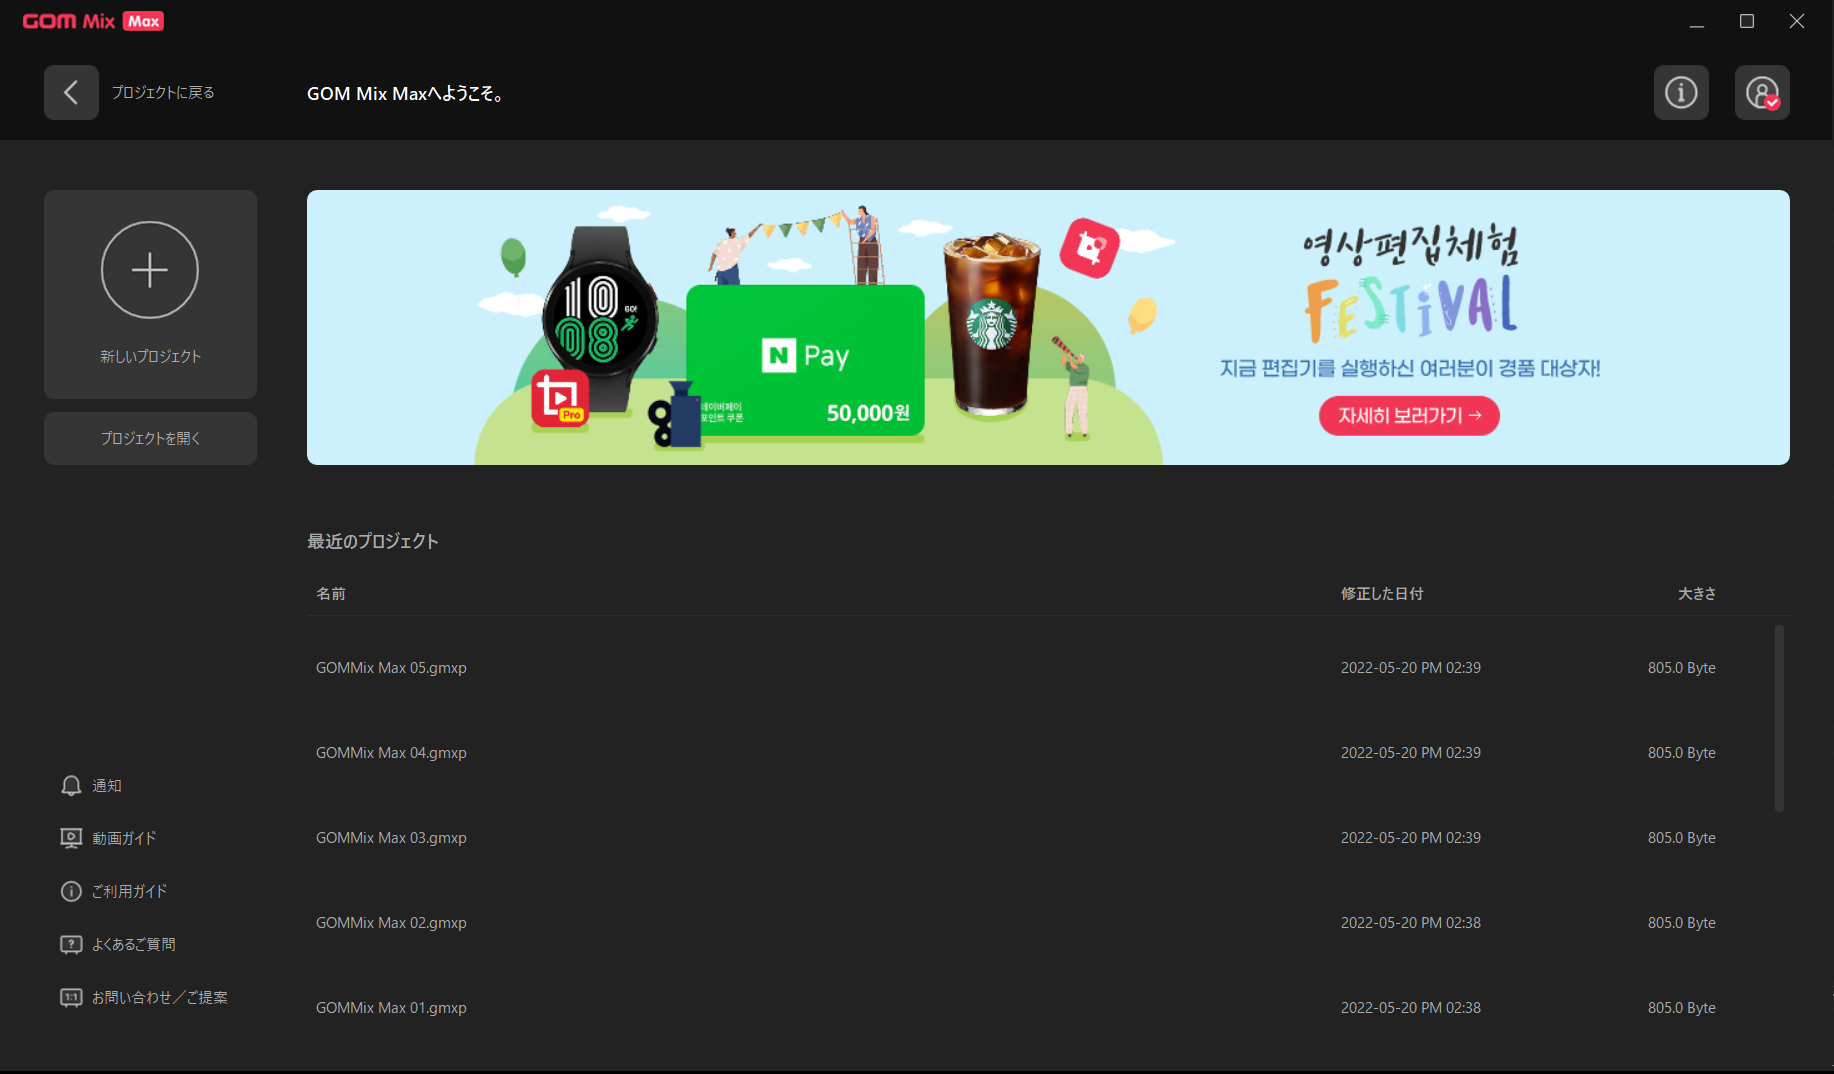 GOM Mix Max
プロジェクトに戻る
GOM Mix Maxへようこそ。
新しいプロジェクト
プロジェクトを開く
10
08
GO!
Pro
N Pay
네이버페이
포인트 쿠폰
50,000원
영상편집체험
FESTIVAL
지금 편집기를 실행하신 여러분이 경품 대상자!
자세히 보러가기 →
最近のプロジェクト
名前 修正した日付 大きさ
GOMMix Max 05.gmxp 2022-05-20 PM 02:39 805.0 Byte
GOMMix Max 04.gmxp 2022-05-20 PM 02:39 805.0 Byte
GOMMix Max 03.gmxp 2022-05-20 PM 02:39 805.0 Byte
GOMMix Max 02.gmxp 2022-05-20 PM 02:38 805.0 Byte
GOMMix Max 01.gmxp 2022-05-20 PM 02:38 805.0 Byte
通知
動画ガイド
ご利用ガイド
よくあるご質問
1:1 お問い合わせ／ご提案